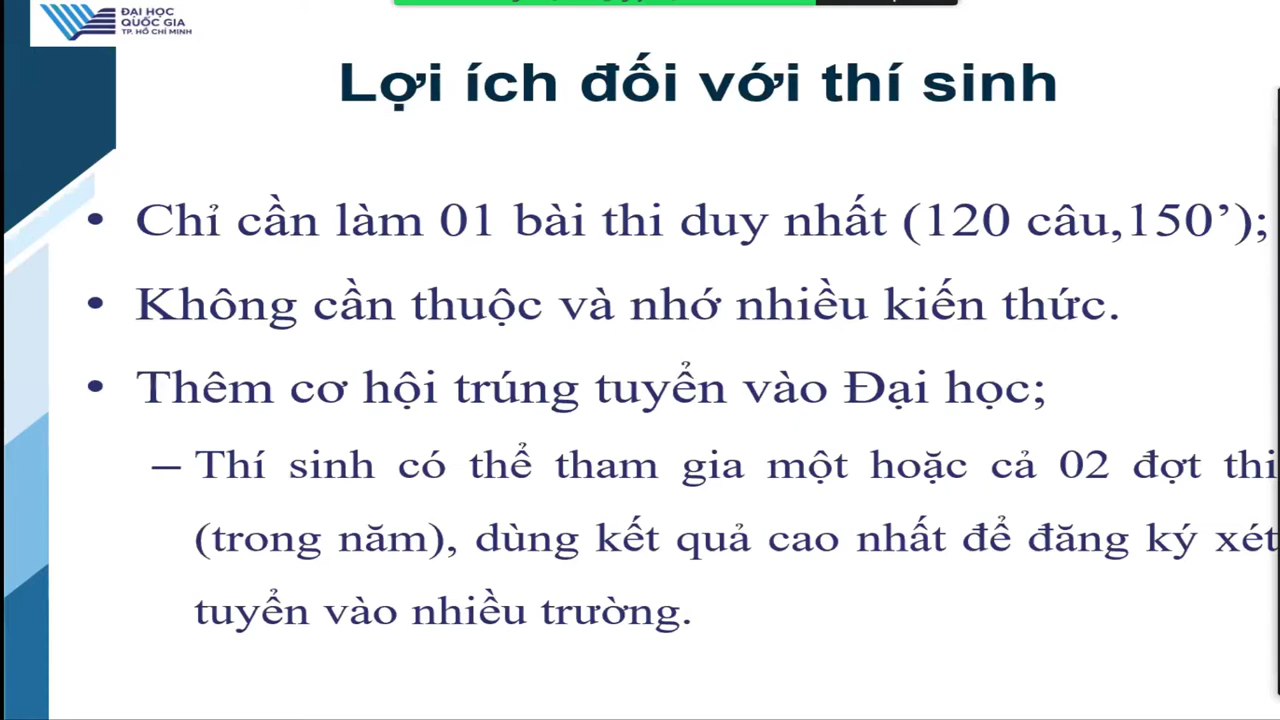 ĐẠI HỌC
QUỐC GIA
TP. HỒ CHÍ MINH
Lợi ích đối với thí sinh
• Chỉ cần làm 01 bài thi duy nhất (120 câu,150’);
• Không cần thuộc và nhớ nhiều kiến thức.
• Thêm cơ hội trúng tuyển vào Đại học;
– Thí sinh có thể tham gia một hoặc cả 02 đợt thi
(trong năm), dùng kết quả cao nhất để đăng ký xét
tuyển vào nhiều trường.